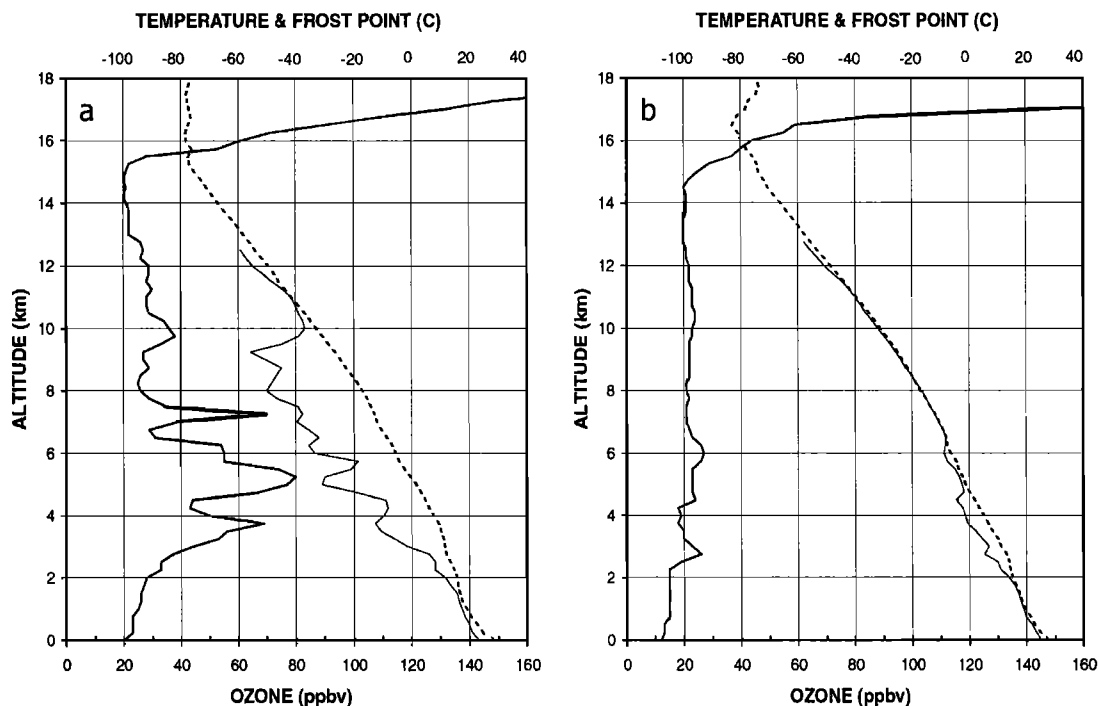 TEMPERATURE & FROST POINT (C)
-100 -80 -60 -40 -20 0 20 40
a
ALTITUDE (km)
18
16
14
12
10
8
6
4
2
0
0 20 40 60 80 100 120 140 160
OZONE (ppbv)
TEMPERATURE & FROST POINT (C)
-100 -80 -60 -40 -20 0 20 40
b
ALTITUDE (km)
18
16
14
12
10
8
6
4
2
0
0 20 40 60 80 100 120 140 160
OZONE (ppbv)